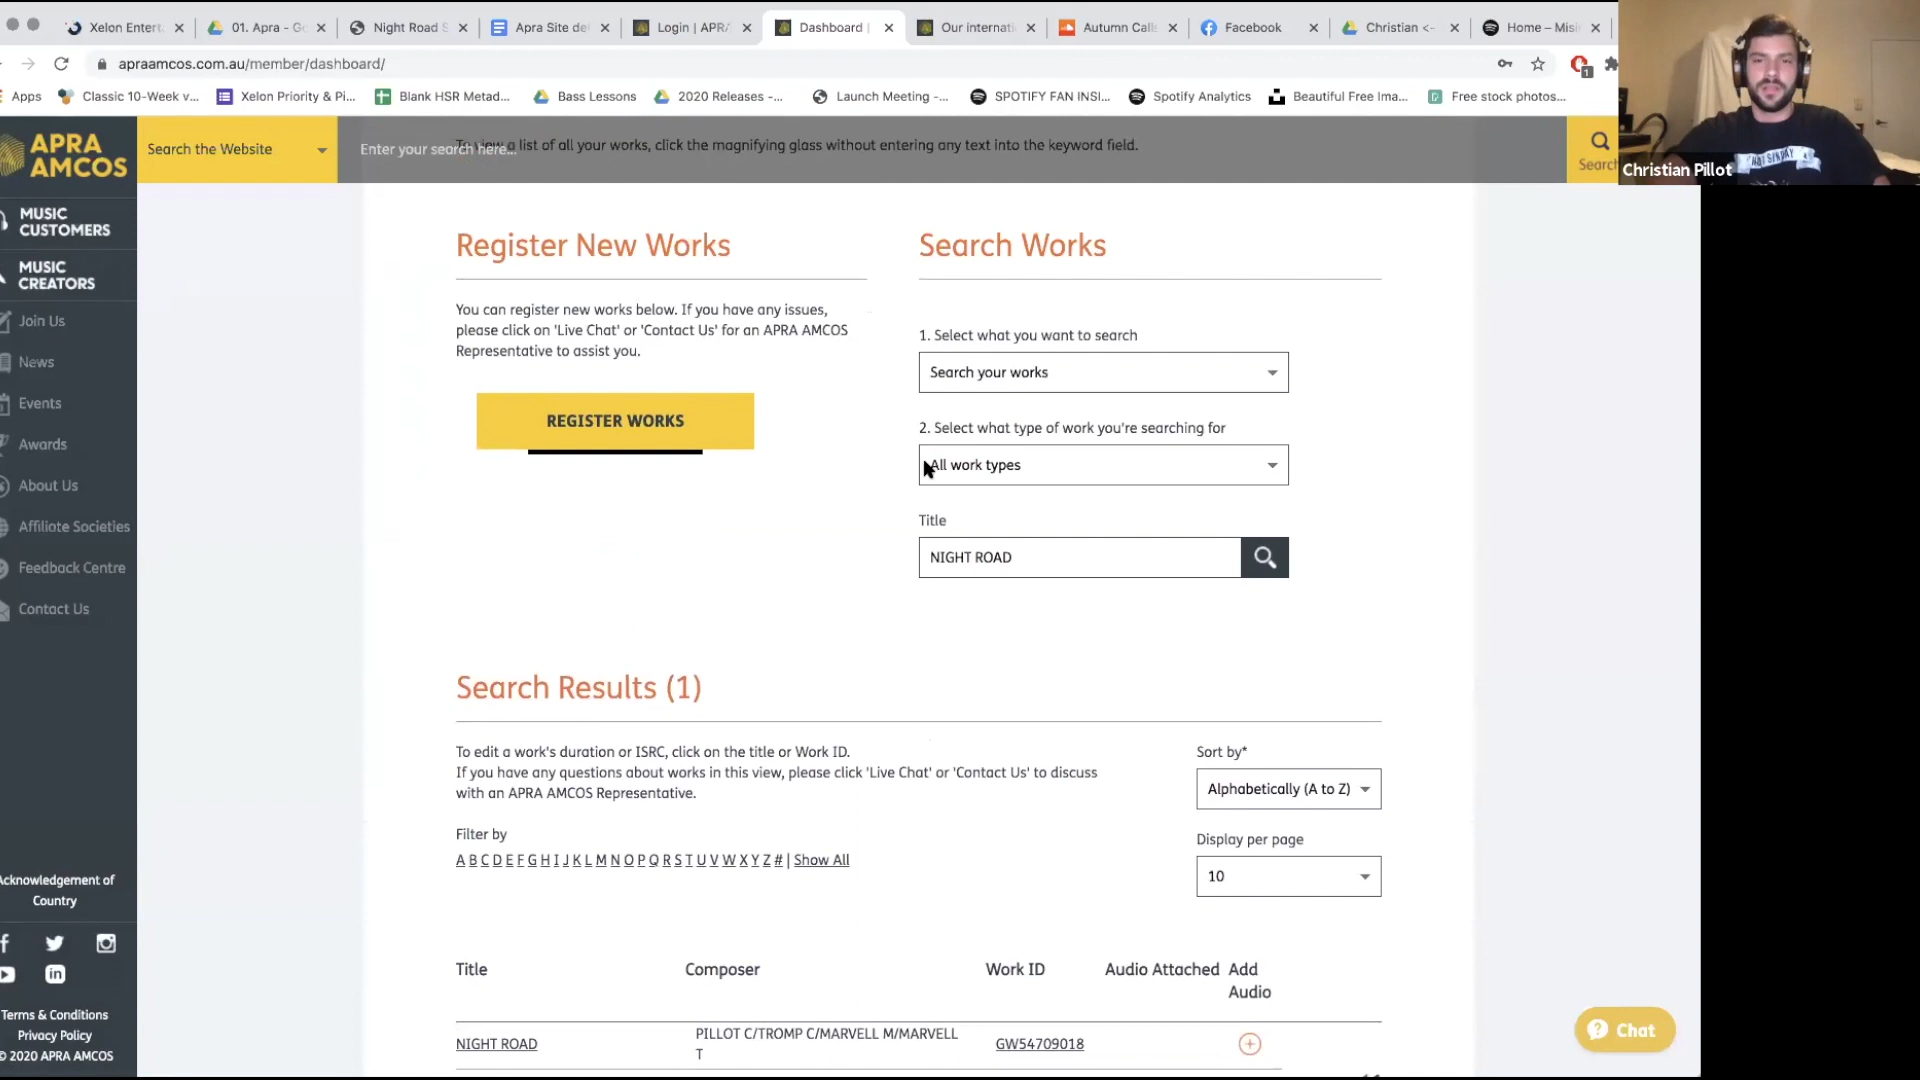 Xelon Entert
01. Apra - Go
Night Road S
Apra Site de
Login | APRA
Dashboard |
Our internati
Autumn Calls
Facebook
Christian <-
Home – Misi
apraamcos.com.au/member/dashboard/
Apps
Classic 10-Week v...
Xelon Priority & Pi...
Blank HSR Metad...
Bass Lessons
2020 Releases -...
Launch Meeting -...
SPOTIFY FAN INSI...
Spotify Analytics
Beautiful Free Ima...
Free stock photos...
APRA
AMCOS
Search the Website
Enter your search here...
list of all your works, click the magnifying glass without entering any text into the keyword field.
Search
Christian Pillot
MUSIC
CUSTOMERS
MUSIC
CREATORS
Join Us
News
Events
Awards
About Us
Affiliate Societies
Feedback Centre
Contact Us
Acknowledgement of
Country
Terms & Conditions
Privacy Policy
© 2020 APRA AMCOS
Register New Works
You can register new works below. If you have any issues,
please click on 'Live Chat' or 'Contact Us' for an APRA AMCOS
Representative to assist you.
REGISTER WORKS
Search Works
1. Select what you want to search
Search your works
2. Select what type of work you're searching for
All work types
Title
NIGHT ROAD
Search Results (1)
To edit a work's duration or ISRC, click on the title or Work ID.
If you have any questions about works in this view, please click 'Live Chat' or 'Contact Us' to discuss
with an APRA AMCOS Representative.
Sort by*
Alphabetically (A to Z)
Filter by
A B C D E F G H I J K L M N O P Q R S T U V W X Y Z # | Show All
Display per page
10
Title
Composer
Work ID
Audio Attached
Add
Audio
NIGHT ROAD
PILLOT C/TROMP C/MARVELL M/MARVELL
T
GW54709018
Chat